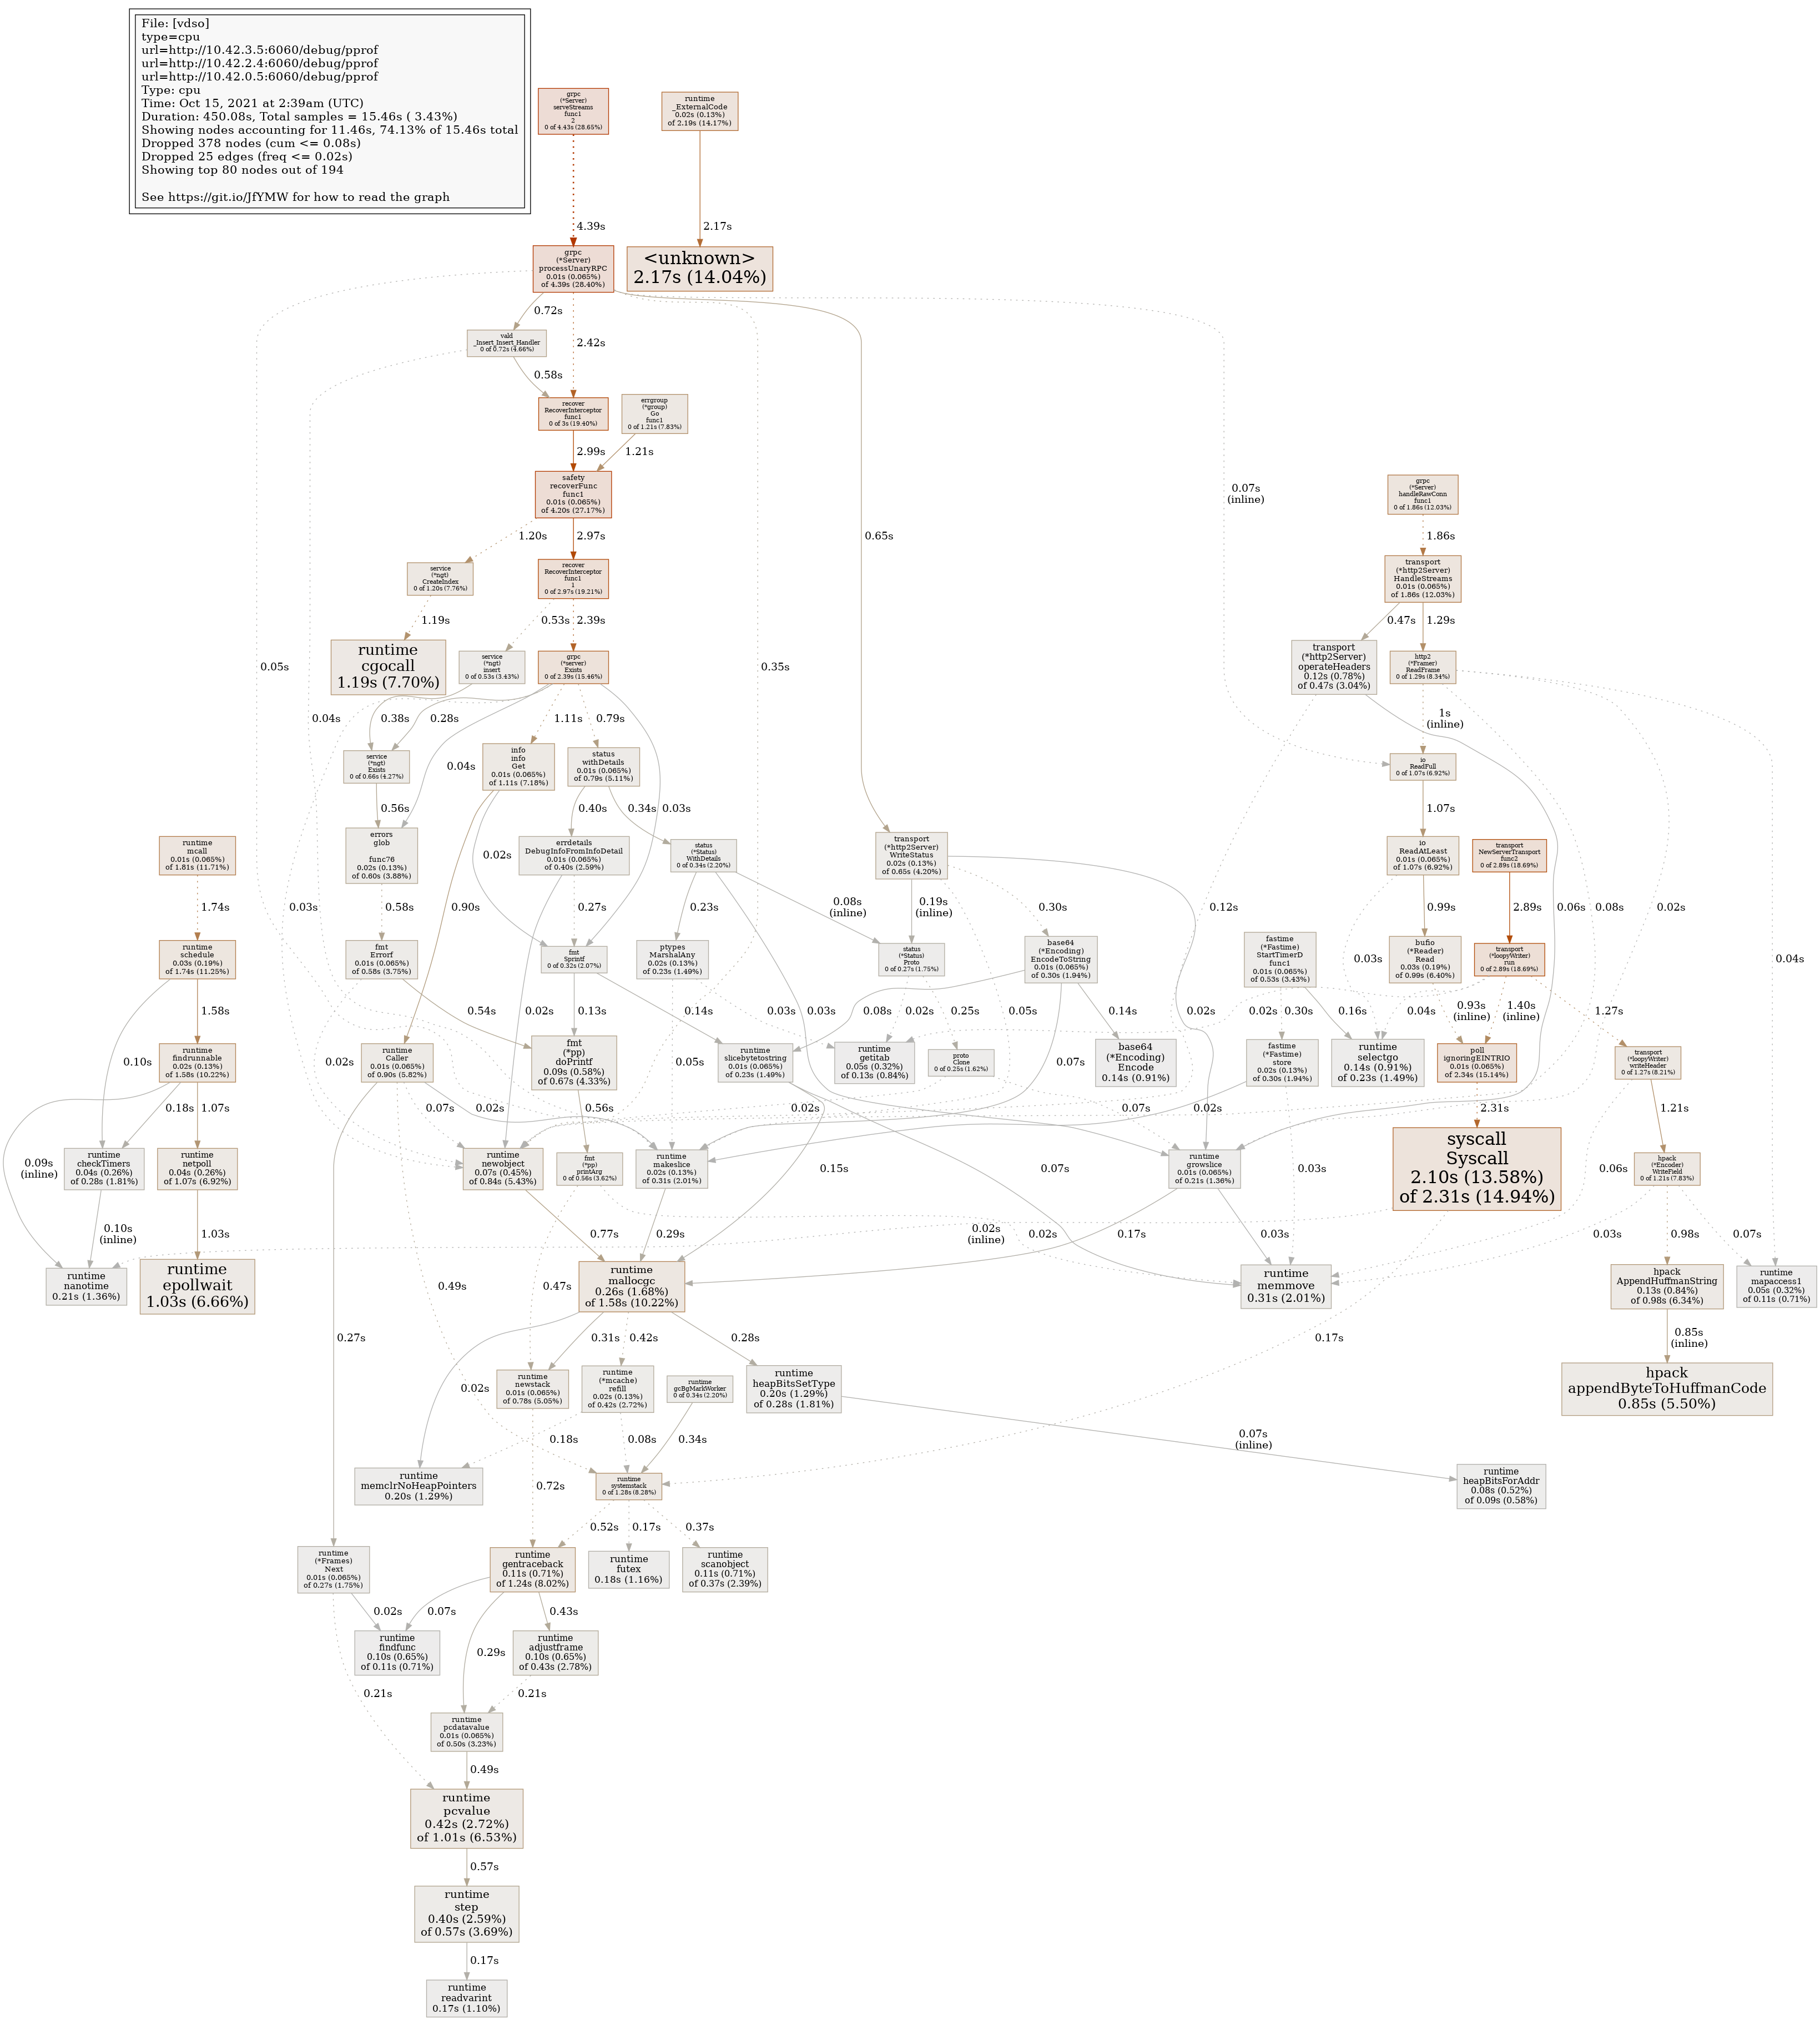 File: [vdso]
type=cpu
url=http://10.42.3.5:6060/debug/pprof
url=http://10.42.2.4:6060/debug/pprof
url=http://10.42.0.5:6060/debug/pprof
Type: cpu
Time: Oct 15, 2021 at 2:39am (UTC)
Duration: 450.08s, Total samples = 15.46s ( 3.43%)
Showing nodes accounting for 11.46s, 74.13% of 15.46s total
Dropped 378 nodes (cum <= 0.08s)
Dropped 25 edges (freq <= 0.02s)
Showing top 80 nodes out of 194
See https://git.io/JfYMW for how to read the graph
grpc
(*Server)
serveStreams
func1
2
0 of 4.43s (28.65%)
runtime
_ExternalCode
0.02s (0.13%)
of 2.19s (14.17%)
4.39s
2.17s
grpc
(*Server)
processUnaryRPC
0.01s (0.065%)
of 4.39s (28.40%)
<unknown>
2.17s (14.04%)
0.72s
vald
_Insert_Insert_Handler
0 of 0.72s (4.66%)
2.42s
0.58s
recover
RecoverInterceptor
func1
0 of 3s (19.40%)
errgroup
(*group)
Go
func1
0 of 1.21s (7.83%)
2.99s
1.21s
safety
recoverFunc
func1
0.01s (0.065%)
of 4.20s (27.17%)
grpc
(*Server)
handleRawConn
func1
0 of 1.86s (12.03%)
0.07s
(inline)
1.20s
2.97s
0.65s
1.86s
service
(*ngt)
CreateIndex
0 of 1.20s (7.76%)
recover
RecoverInterceptor
func1
1
0 of 2.97s (19.21%)
transport
(*http2Server)
HandleStreams
0.01s (0.065%)
of 1.86s (12.03%)
1.19s
0.53s
2.39s
0.47s
1.29s
runtime
cgocall
1.19s (7.70%)
service
(*ngt)
insert
0 of 0.53s (3.43%)
grpc
(*server)
Exists
0 of 2.39s (15.46%)
transport
(*http2Server)
operateHeaders
0.12s (0.78%)
of 0.47s (3.04%)
http2
(*Framer)
ReadFrame
0 of 1.29s (8.34%)
0.05s
0.35s
0.04s
0.38s
0.28s
1.11s
0.79s
1s
(inline)
service
(*ngt)
Exists
0 of 0.66s (4.27%)
0.04s
info
info
Get
0.01s (0.065%)
of 1.11s (7.18%)
status
withDetails
0.01s (0.065%)
of 0.79s (5.11%)
io
ReadFull
0 of 1.07s (6.92%)
0.56s
0.40s
0.34s
0.03s
1.07s
runtime
mcall
0.01s (0.065%)
of 1.81s (11.71%)
errors
glob
func76
0.02s (0.13%)
of 0.60s (3.88%)
0.02s
errdetails
DebugInfoFromInfoDetail
0.01s (0.065%)
of 0.40s (2.59%)
status
(*Status)
WithDetails
0 of 0.34s (2.20%)
transport
(*http2Server)
WriteStatus
0.02s (0.13%)
of 0.65s (4.20%)
io
ReadAtLeast
0.01s (0.065%)
of 1.07s (6.92%)
transport
NewServerTransport
func2
0 of 2.89s (18.69%)
1.74s
0.03s
0.58s
0.90s
0.27s
0.23s
0.08s
(inline)
0.19s
(inline)
0.30s
0.12s
0.99s
2.89s
0.06s
0.08s
0.02s
runtime
schedule
0.03s (0.19%)
of 1.74s (11.25%)
fmt
Errorf
0.01s (0.065%)
of 0.58s (3.75%)
fmt
Sprintf
0 of 0.32s (2.07%)
ptypes
MarshalAny
0.02s (0.13%)
of 0.23s (1.49%)
status
(*Status)
Proto
0 of 0.27s (1.75%)
base64
(*Encoding)
EncodeToString
0.01s (0.065%)
of 0.30s (1.94%)
fastime
(*Fastime)
StartTimerD
func1
0.01s (0.065%)
of 0.53s (3.43%)
0.03s
bufio
(*Reader)
Read
0.03s (0.19%)
of 0.99s (6.40%)
transport
(*loopyWriter)
run
0 of 2.89s (18.69%)
0.04s
1.58s
0.54s
0.02s
0.13s
0.14s
0.03s
0.03s
0.02s
0.25s
0.05s
0.08s
0.14s
0.02s
0.02s
0.30s
0.16s
0.04s
0.93s
(inline)
1.40s
(inline)
1.27s
0.10s
runtime
findrunnable
0.02s (0.13%)
of 1.58s (10.22%)
0.02s
runtime
Caller
0.01s (0.065%)
of 0.90s (5.82%)
fmt
(*pp)
doPrintf
0.09s (0.58%)
of 0.67s (4.33%)
0.05s
runtime
slicebytetostring
0.01s (0.065%)
of 0.23s (1.49%)
runtime
getitab
0.05s (0.32%)
of 0.13s (0.84%)
proto
Clone
0 of 0.25s (1.62%)
0.07s
base64
(*Encoding)
Encode
0.14s (0.91%)
fastime
(*Fastime)
store
0.02s (0.13%)
of 0.30s (1.94%)
runtime
selectgo
0.14s (0.91%)
of 0.23s (1.49%)
poll
ignoringEINTRIO
0.01s (0.065%)
of 2.34s (15.14%)
transport
(*loopyWriter)
writeHeader
0 of 1.27s (8.21%)
0.18s
1.07s
0.07s
0.02s
0.56s
0.02s
0.07s
0.02s
2.31s
1.21s
0.09s
(inline)
runtime
checkTimers
0.04s (0.26%)
of 0.28s (1.81%)
runtime
netpoll
0.04s (0.26%)
of 1.07s (6.92%)
runtime
newobject
0.07s (0.45%)
of 0.84s (5.43%)
fmt
(*pp)
printArg
0 of 0.56s (3.62%)
runtime
makeslice
0.02s (0.13%)
of 0.31s (2.01%)
0.15s
0.07s
runtime
growslice
0.01s (0.065%)
of 0.21s (1.36%)
0.03s
syscall
Syscall
2.10s (13.58%)
of 2.31s (14.94%)
0.06s
hpack
(*Encoder)
WriteField
0 of 1.21s (7.83%)
0.10s
(inline)
1.03s
0.77s
0.29s
0.02s
(inline)
0.02s
0.17s
0.03s
0.03s
0.98s
0.07s
runtime
nanotime
0.21s (1.36%)
runtime
epollwait
1.03s (6.66%)
0.49s
0.47s
runtime
mallocgc
0.26s (1.68%)
of 1.58s (10.22%)
runtime
memmove
0.31s (2.01%)
hpack
AppendHuffmanString
0.13s (0.84%)
of 0.98s (6.34%)
runtime
mapaccess1
0.05s (0.32%)
of 0.11s (0.71%)
0.27s
0.31s
0.42s
0.28s
0.17s
0.85s
(inline)
0.02s
runtime
newstack
0.01s (0.065%)
of 0.78s (5.05%)
runtime
(*mcache)
refill
0.02s (0.13%)
of 0.42s (2.72%)
runtime
gcBgMarkWorker
0 of 0.34s (2.20%)
runtime
heapBitsSetType
0.20s (1.29%)
of 0.28s (1.81%)
hpack
appendByteToHuffmanCode
0.85s (5.50%)
0.18s
0.08s
0.34s
0.07s
(inline)
runtime
memclrNoHeapPointers
0.20s (1.29%)
0.72s
runtime
systemstack
0 of 1.28s (8.28%)
runtime
heapBitsForAddr
0.08s (0.52%)
of 0.09s (0.58%)
0.52s
0.17s
0.37s
runtime
(*Frames)
Next
0.01s (0.065%)
of 0.27s (1.75%)
runtime
gentraceback
0.11s (0.71%)
of 1.24s (8.02%)
runtime
futex
0.18s (1.16%)
runtime
scanobject
0.11s (0.71%)
of 0.37s (2.39%)
0.02s
0.07s
0.43s
runtime
findfunc
0.10s (0.65%)
of 0.11s (0.71%)
0.29s
runtime
adjustframe
0.10s (0.65%)
of 0.43s (2.78%)
0.21s
0.21s
runtime
pcdatavalue
0.01s (0.065%)
of 0.50s (3.23%)
0.49s
runtime
pcvalue
0.42s (2.72%)
of 1.01s (6.53%)
0.57s
runtime
step
0.40s (2.59%)
of 0.57s (3.69%)
0.17s
runtime
readvarint
0.17s (1.10%)